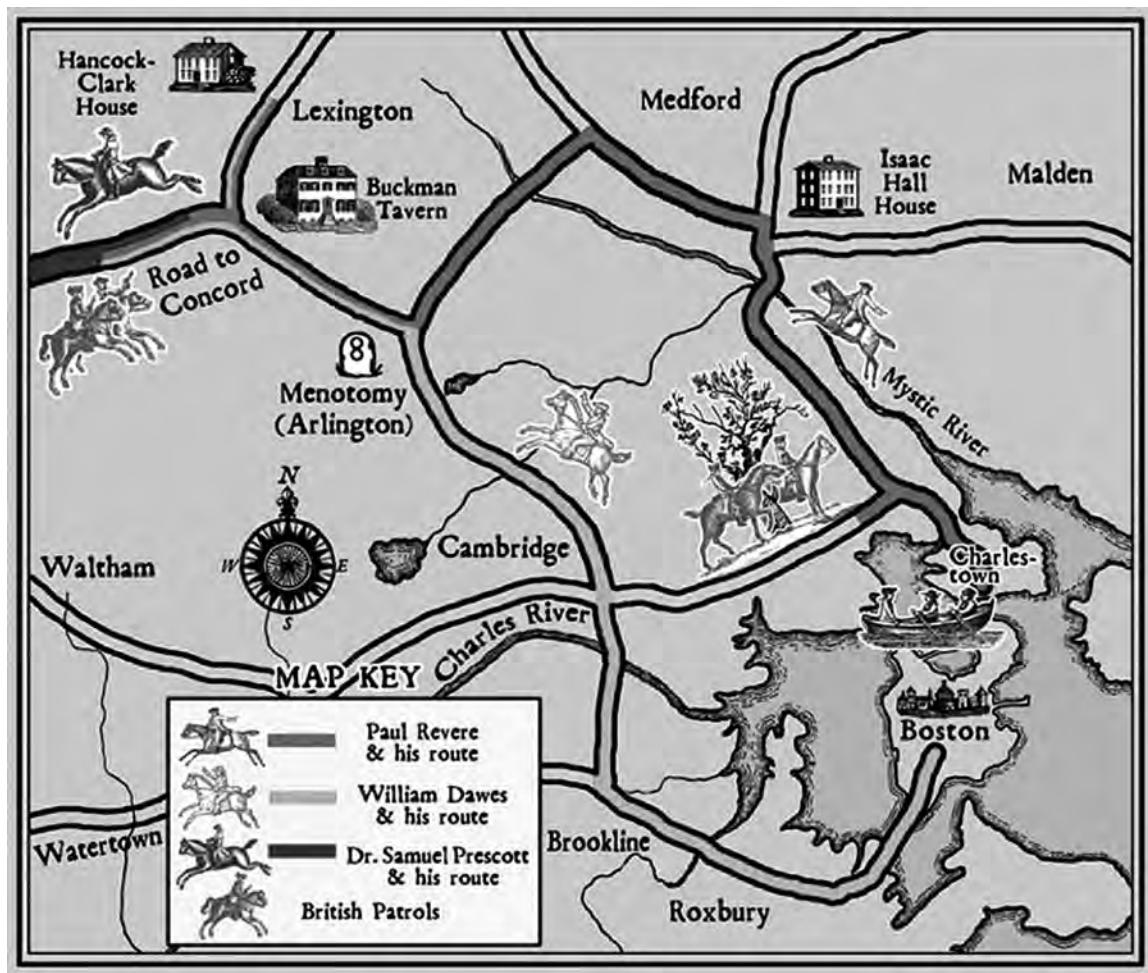 Hancock-
Clark
House
Lexington
Medford
Buckman
Tavern
Isaac
Hall
House
Malden
Road to
Concord
8
Menotomy
(Arlington)
Mystic River
N
W
E
S
Waltham
Cambridge
Charles-
town
Charles River
Boston
MAP KEY
Paul Revere
& his route
William Dawes
& his route
Dr. Samuel Prescott
& his route
British Patrols
Watertown
Brookline
Roxbury